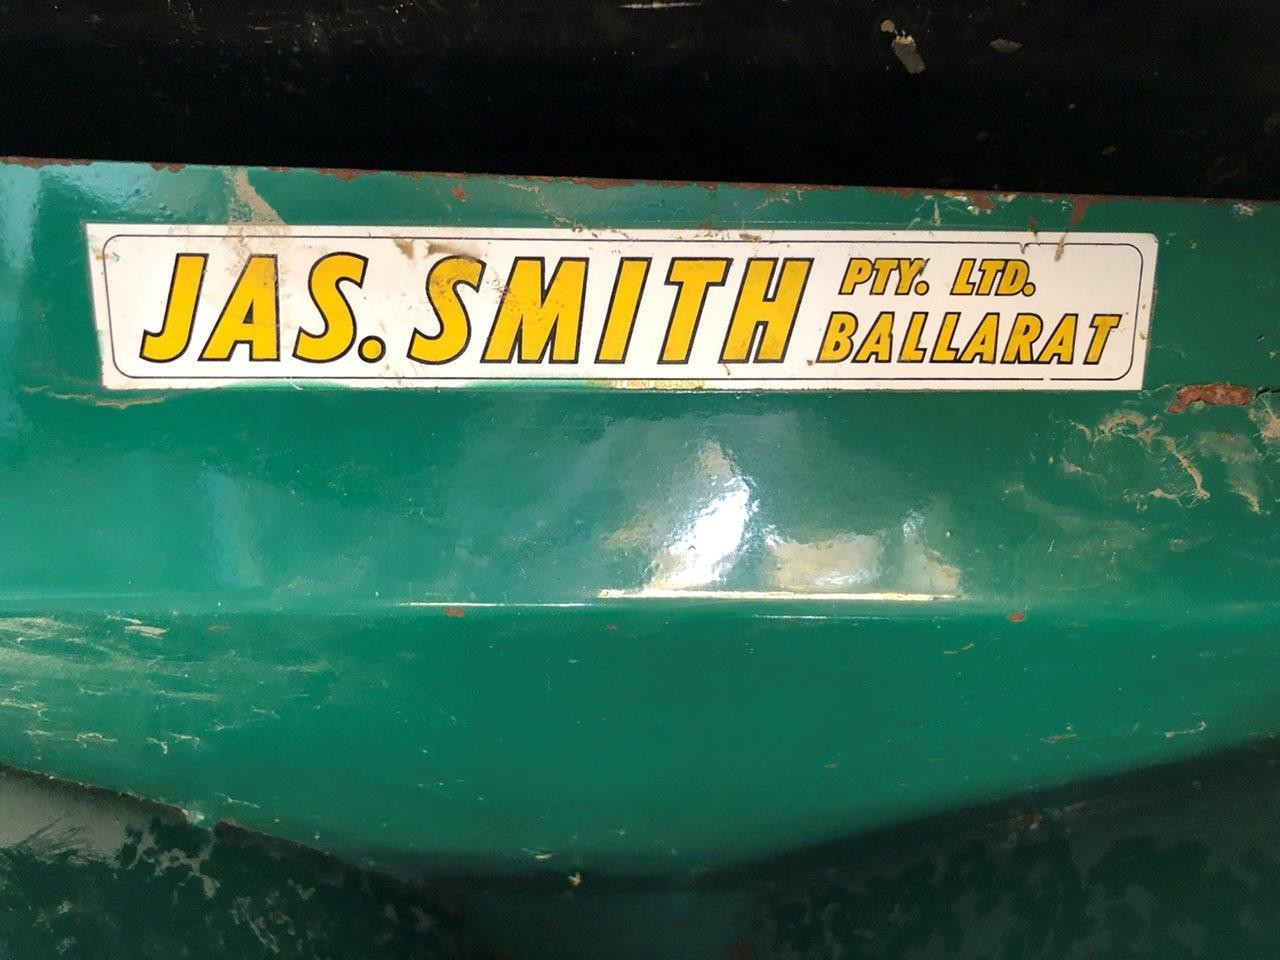 JAS. SMITH PTY. LTD.
BALLARAT